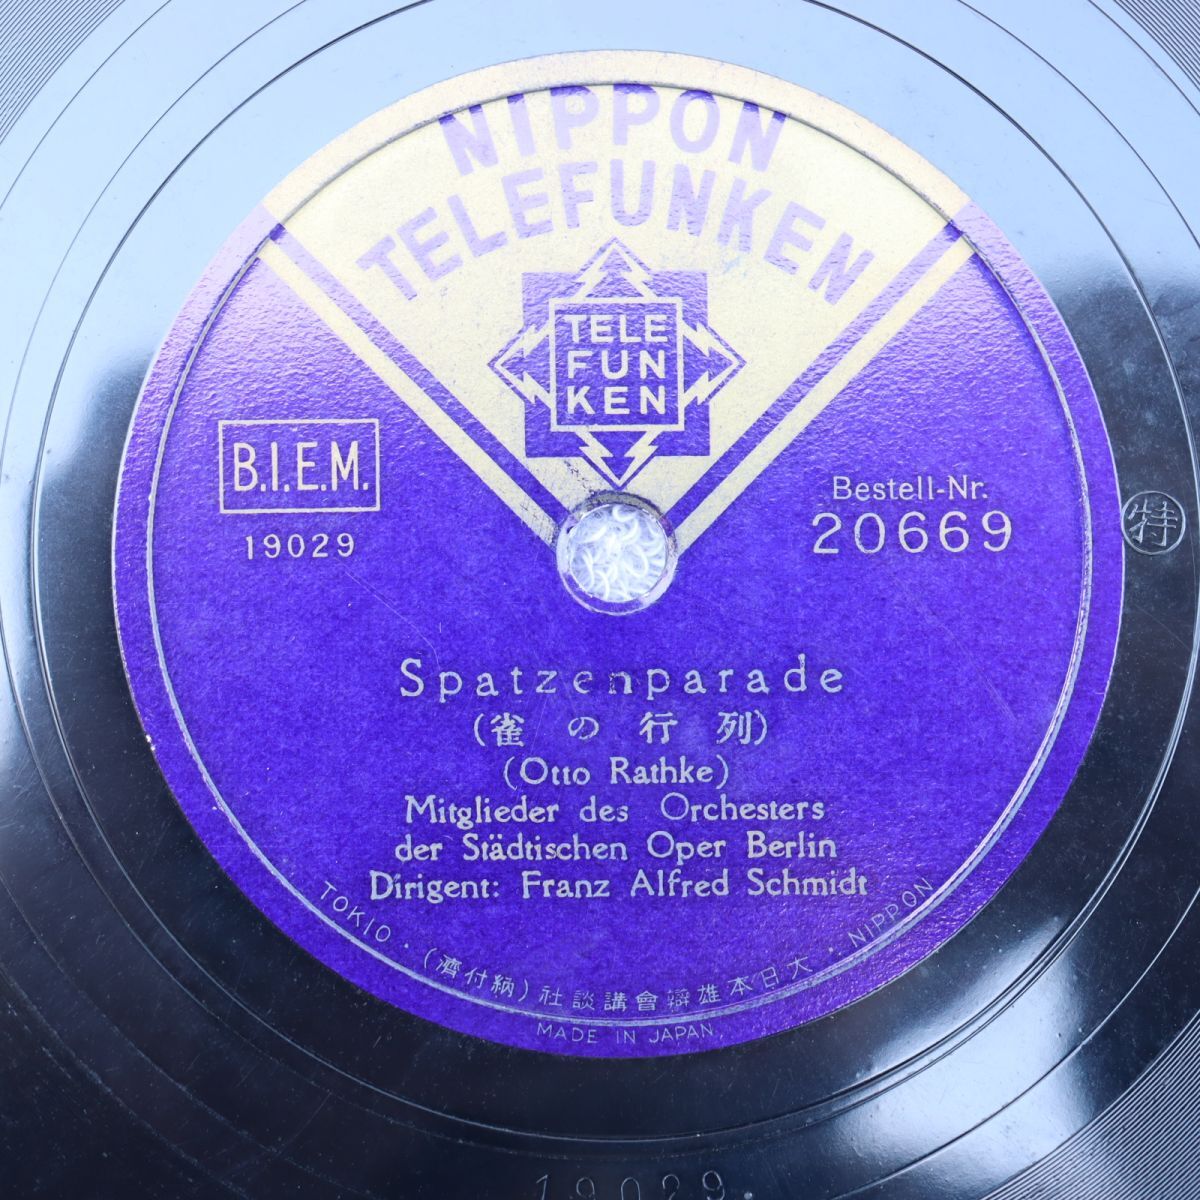 NIPPON
TELEFUNKEN
TELE
FUN
KEN
B.I.E.M.
19029
Bestell-Nr.
20669
特
Spatzenparade
(雀の行列)
(Otto Rathke)
Mitglieder des Orchesters
der Städtischen Oper Berlin
Dirigent: Franz Alfred Schmidt
TOKIO · (濟付納) 社談講會辯雄本日大 · NIPPON
MADE IN JAPAN
19029.